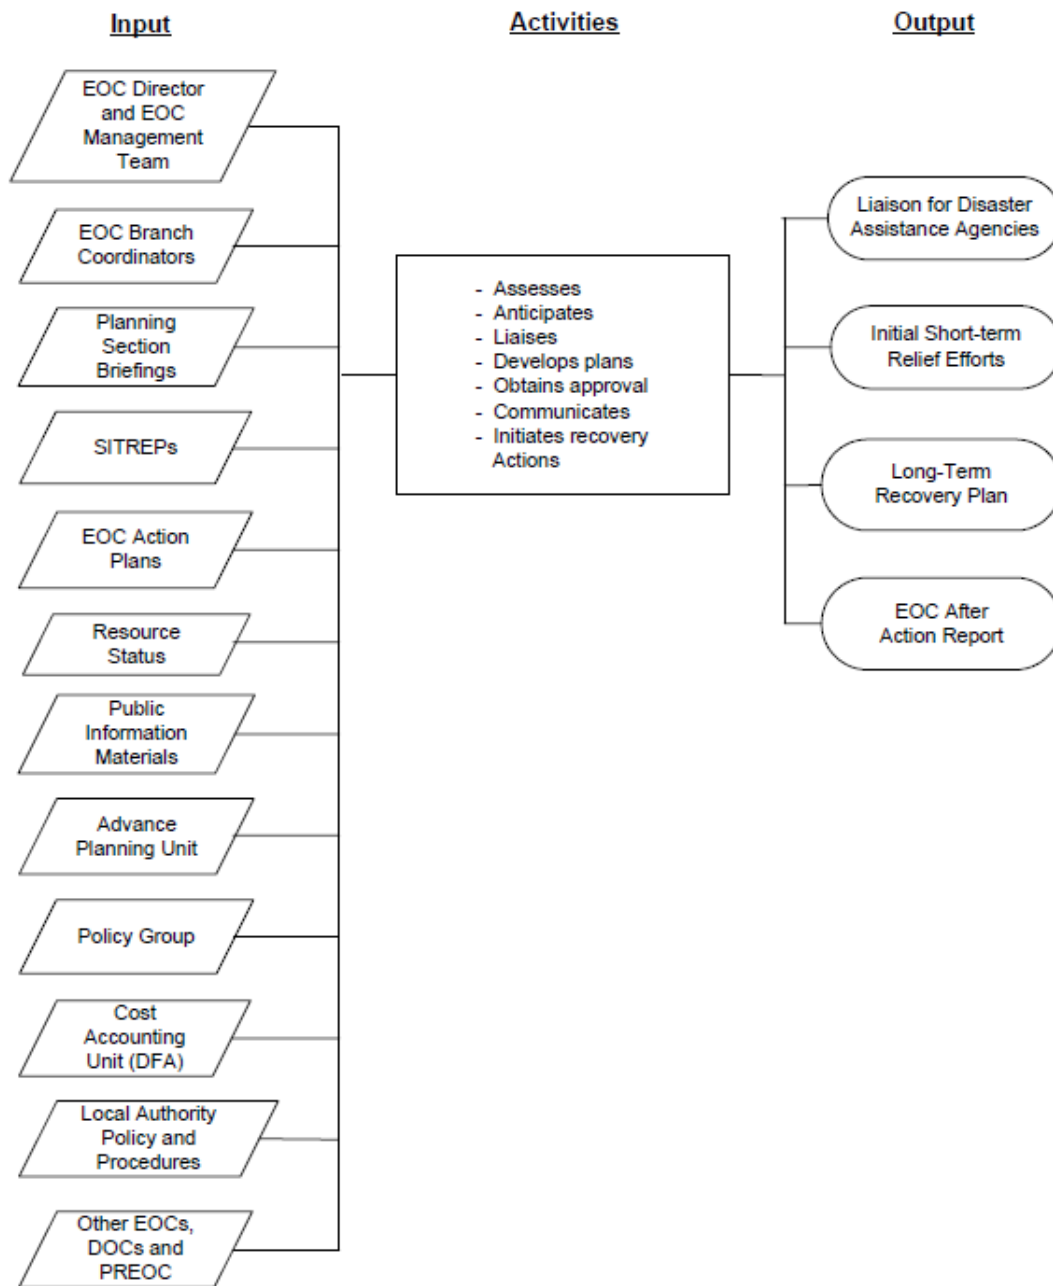 Input
Activities
Output
EOC Director
and EOC
Management
Team
EOC Branch
Coordinators
Planning
Section
Briefings
SITREPs
EOC Action
Plans
Resource
Status
Public
Information
Materials
Advance
Planning Unit
Policy Group
Cost
Accounting
Unit (DFA)
Local Authority
Policy and
Procedures
Other EOCs,
DOCs and
PREOC
- Assesses
- Anticipates
- Liaises
- Develops plans
- Obtains approval
- Communicates
- Initiates recovery
Actions
Liaison for Disaster
Assistance Agencies
Initial Short-term
Relief Efforts
Long-Term
Recovery Plan
EOC After
Action Report